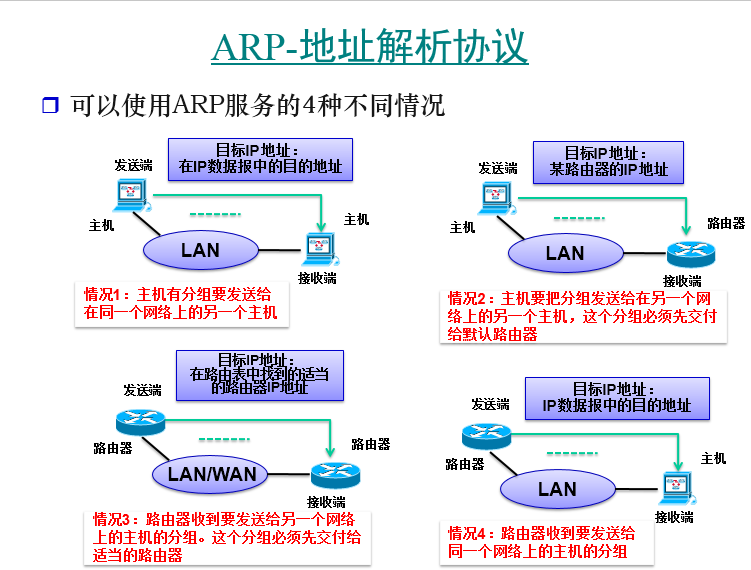 ARP-地址解析协议
可以使用ARP服务的4种不同情况
目标IP地址：
在IP数据报中的目的地址
发送端
主机
LAN
主机
接收端
情况1：主机有分组要发送给
在同一个网络上的另一个主机
目标IP地址：
某路由器的IP地址
发送端
主机
LAN
路由器
接收端
情况2：主机要把分组发送给在另一个网
络上的另一个主机，这个分组必须先交付
给默认路由器
目标IP地址：
在路由表中找到的适当
的路由器IP地址
发送端
路由器
LAN/WAN
路由器
接收端
情况3：路由器收到要发送给另一个网络
上的主机的分组。这个分组必须先交付给
适当的路由器
目标IP地址：
IP数据报中的目的地址
发送端
路由器
LAN
主机
接收端
情况4：路由器收到要发送给
同一个网络上的主机的分组